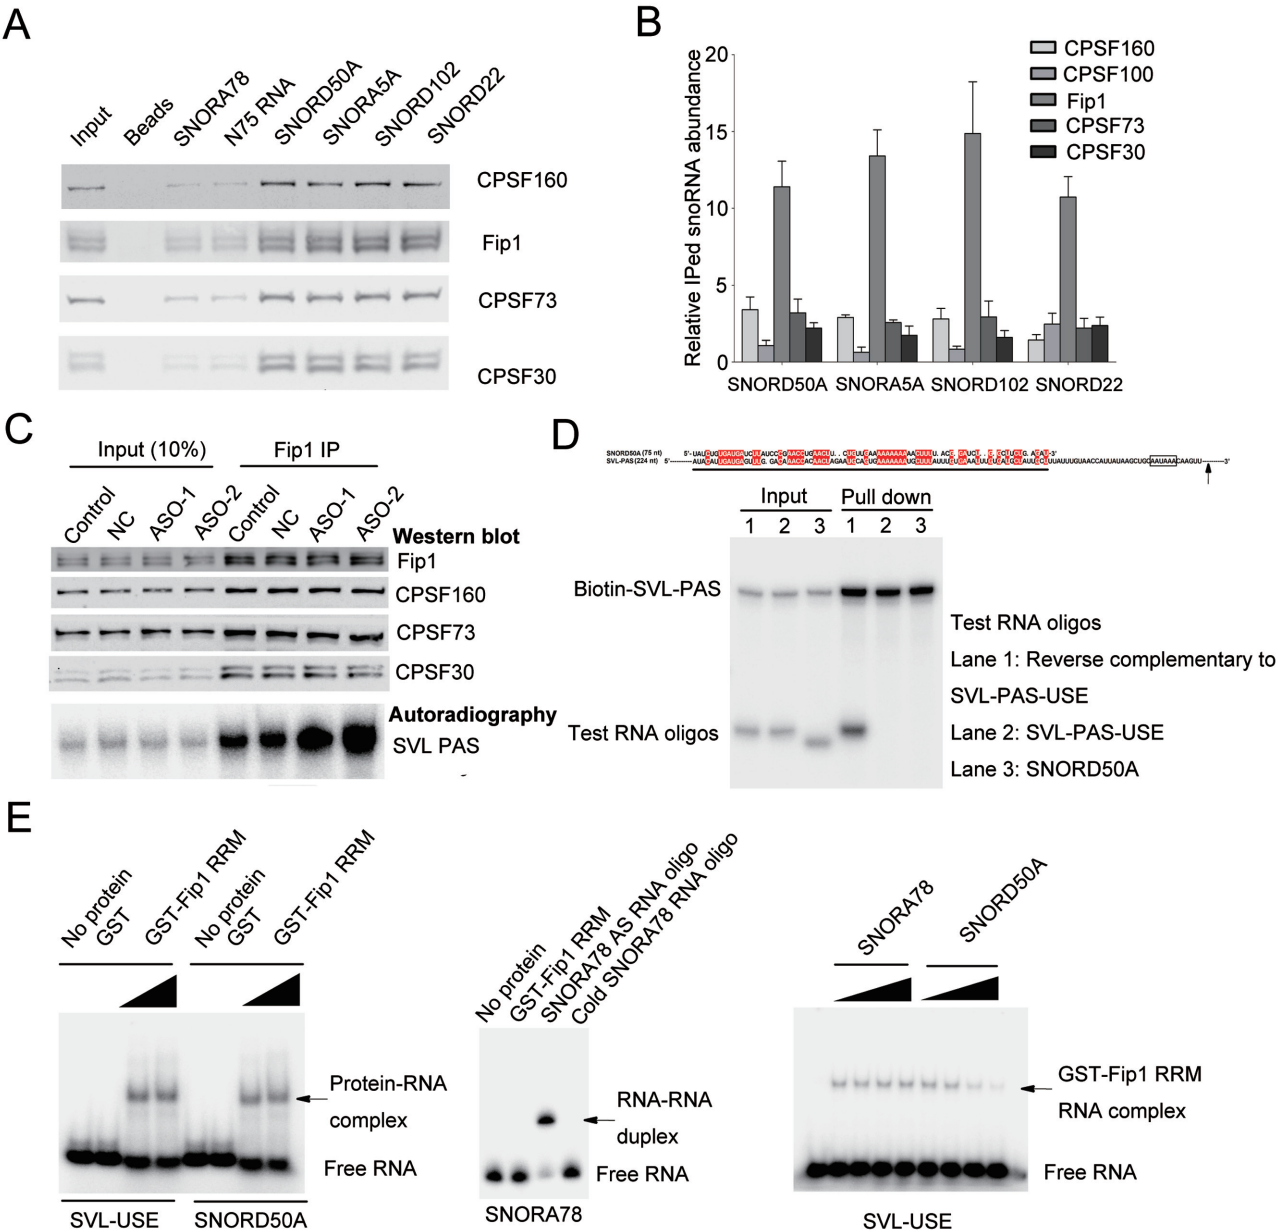 A
Input
Beads
SNORA78
N75 RNA
SNORD50A
SNORA5A
SNORD102
SNORD22
CPSF160
Fip1
CPSF73
CPSF30
B
Relative IPed snoRNA abundance
20
15
10
5
0
CPSF160
CPSF100
Fip1
CPSF73
CPSF30
SNORD50A
SNORA5A
SNORD102
SNORD22
C
Input (10%)
Fip1 IP
Control
NC
ASO-1
ASO-2
Control
NC
ASO-1
ASO-2
Western blot
Fip1
CPSF160
CPSF73
CPSF30
Autoradiography
SVL PAS
D
SNORD50A (75 nt)
SVL-PAS (224 nt)
Input
Pull down
1 2 3 1 2 3
Biotin-SVL-PAS
Test RNA oligos
Test RNA oligos
Lane 1: Reverse complementary to
SVL-PAS-USE
Lane 2: SVL-PAS-USE
Lane 3: SNORD50A
E
No protein
GST
GST-Fip1 RRM
No protein
GST
GST-Fip1 RRM
Protein-RNA
complex
Free RNA
SVL-USE
SNORD50A
No protein
GST-Fip1 RRM
SNORA78 AS RNA oligo
Cold SNORA78 RNA oligo
RNA-RNA
duplex
Free RNA
SNORA78
SNORA78
SNORD50A
GST-Fip1 RRM
RNA complex
Free RNA
SVL-USE